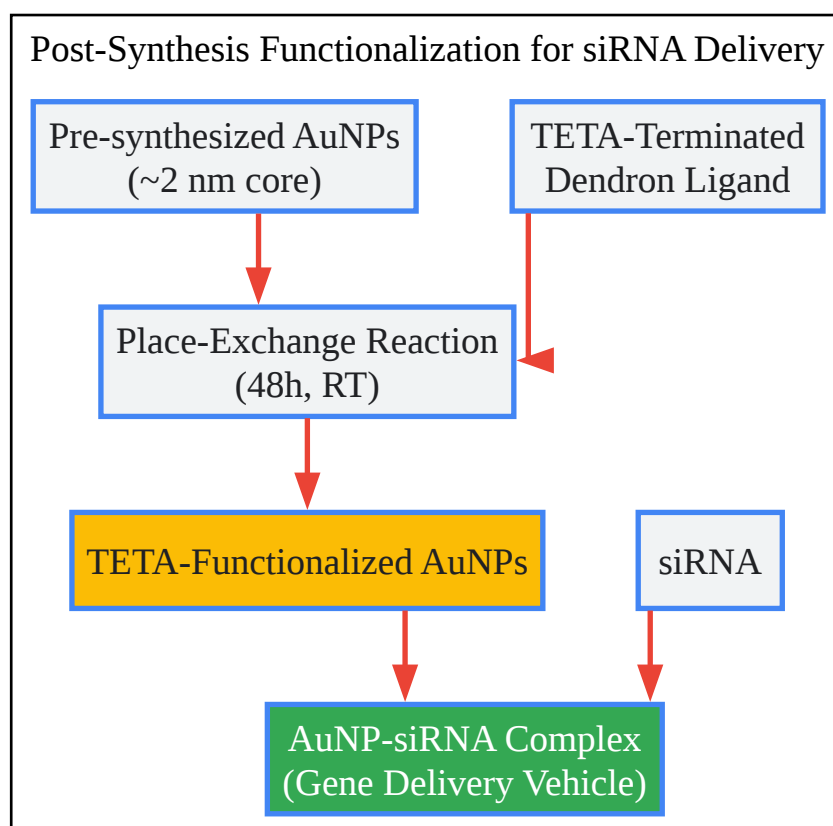 Post-Synthesis Functionalization for siRNA Delivery
Pre-synthesized AuNPs
(~2 nm core)
TETA-Terminated
Dendron Ligand
Place-Exchange Reaction
(48h, RT)
TETA-Functionalized AuNPs
siRNA
AuNP-siRNA Complex
(Gene Delivery Vehicle)